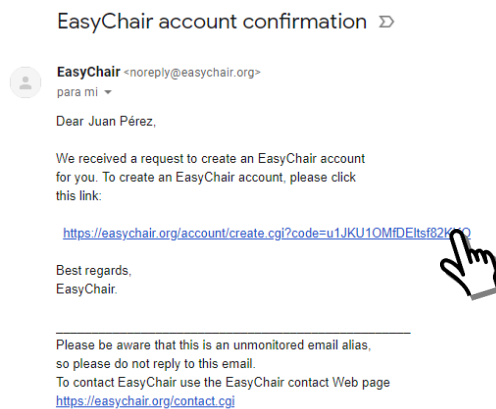 EasyChair account confirmation
EasyChair <noreply@easychair.org>
para mi
Dear Juan Pérez,
We received a request to create an EasyChair account
for you. To create an EasyChair account, please click
this link:
https://easychair.org/account/create.cgi?
Best regards,
EasyChair.
Please be aware that this is an unmonitored email alias,
so please do not reply to this email.
To contact EasyChair use the EasyChair contact Web page
https://easychair.org/contact.cgi